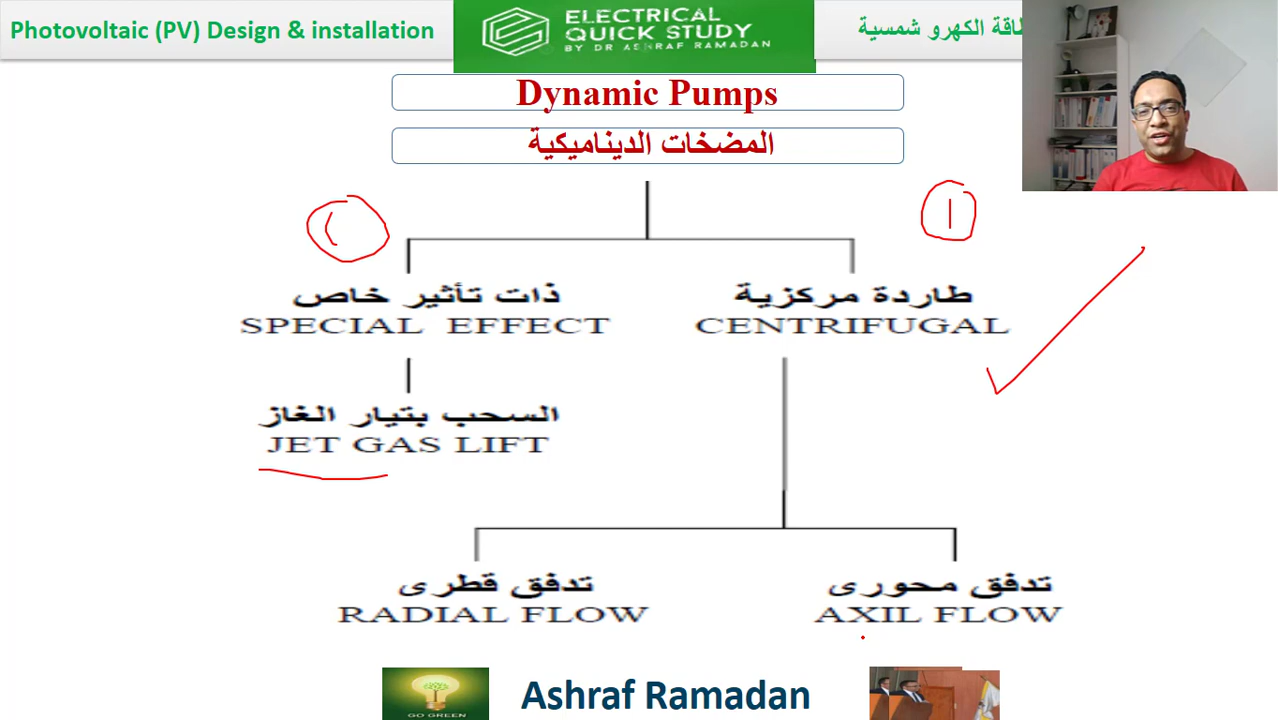 Photovoltaic (PV) Design & installation
ELECTRICAL
QUICK STUDY
BY DR ASHRAF RAMADAN
الكهرو شمسية
Dynamic Pumps
المضخات الديناميكية
1
ذات تأثير خاص
SPECIAL EFFECT
طاردة مركزية
CENTRIFUGAL
السحب بتيار الغاز
JET GAS LIFT
تدفق قطرى
RADIAL FLOW
تدفق محورى
AXIL FLOW
GO GREEN
Ashraf Ramadan